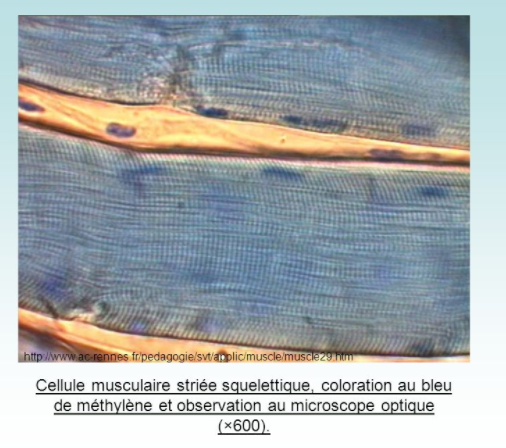 http://www.ac-rennes.fr/pedagogie/svt/applic/muscle/muscle29.htm
Cellule musculaire striée squelettique, coloration au bleu
de méthylène et observation au microscope optique
(×600).